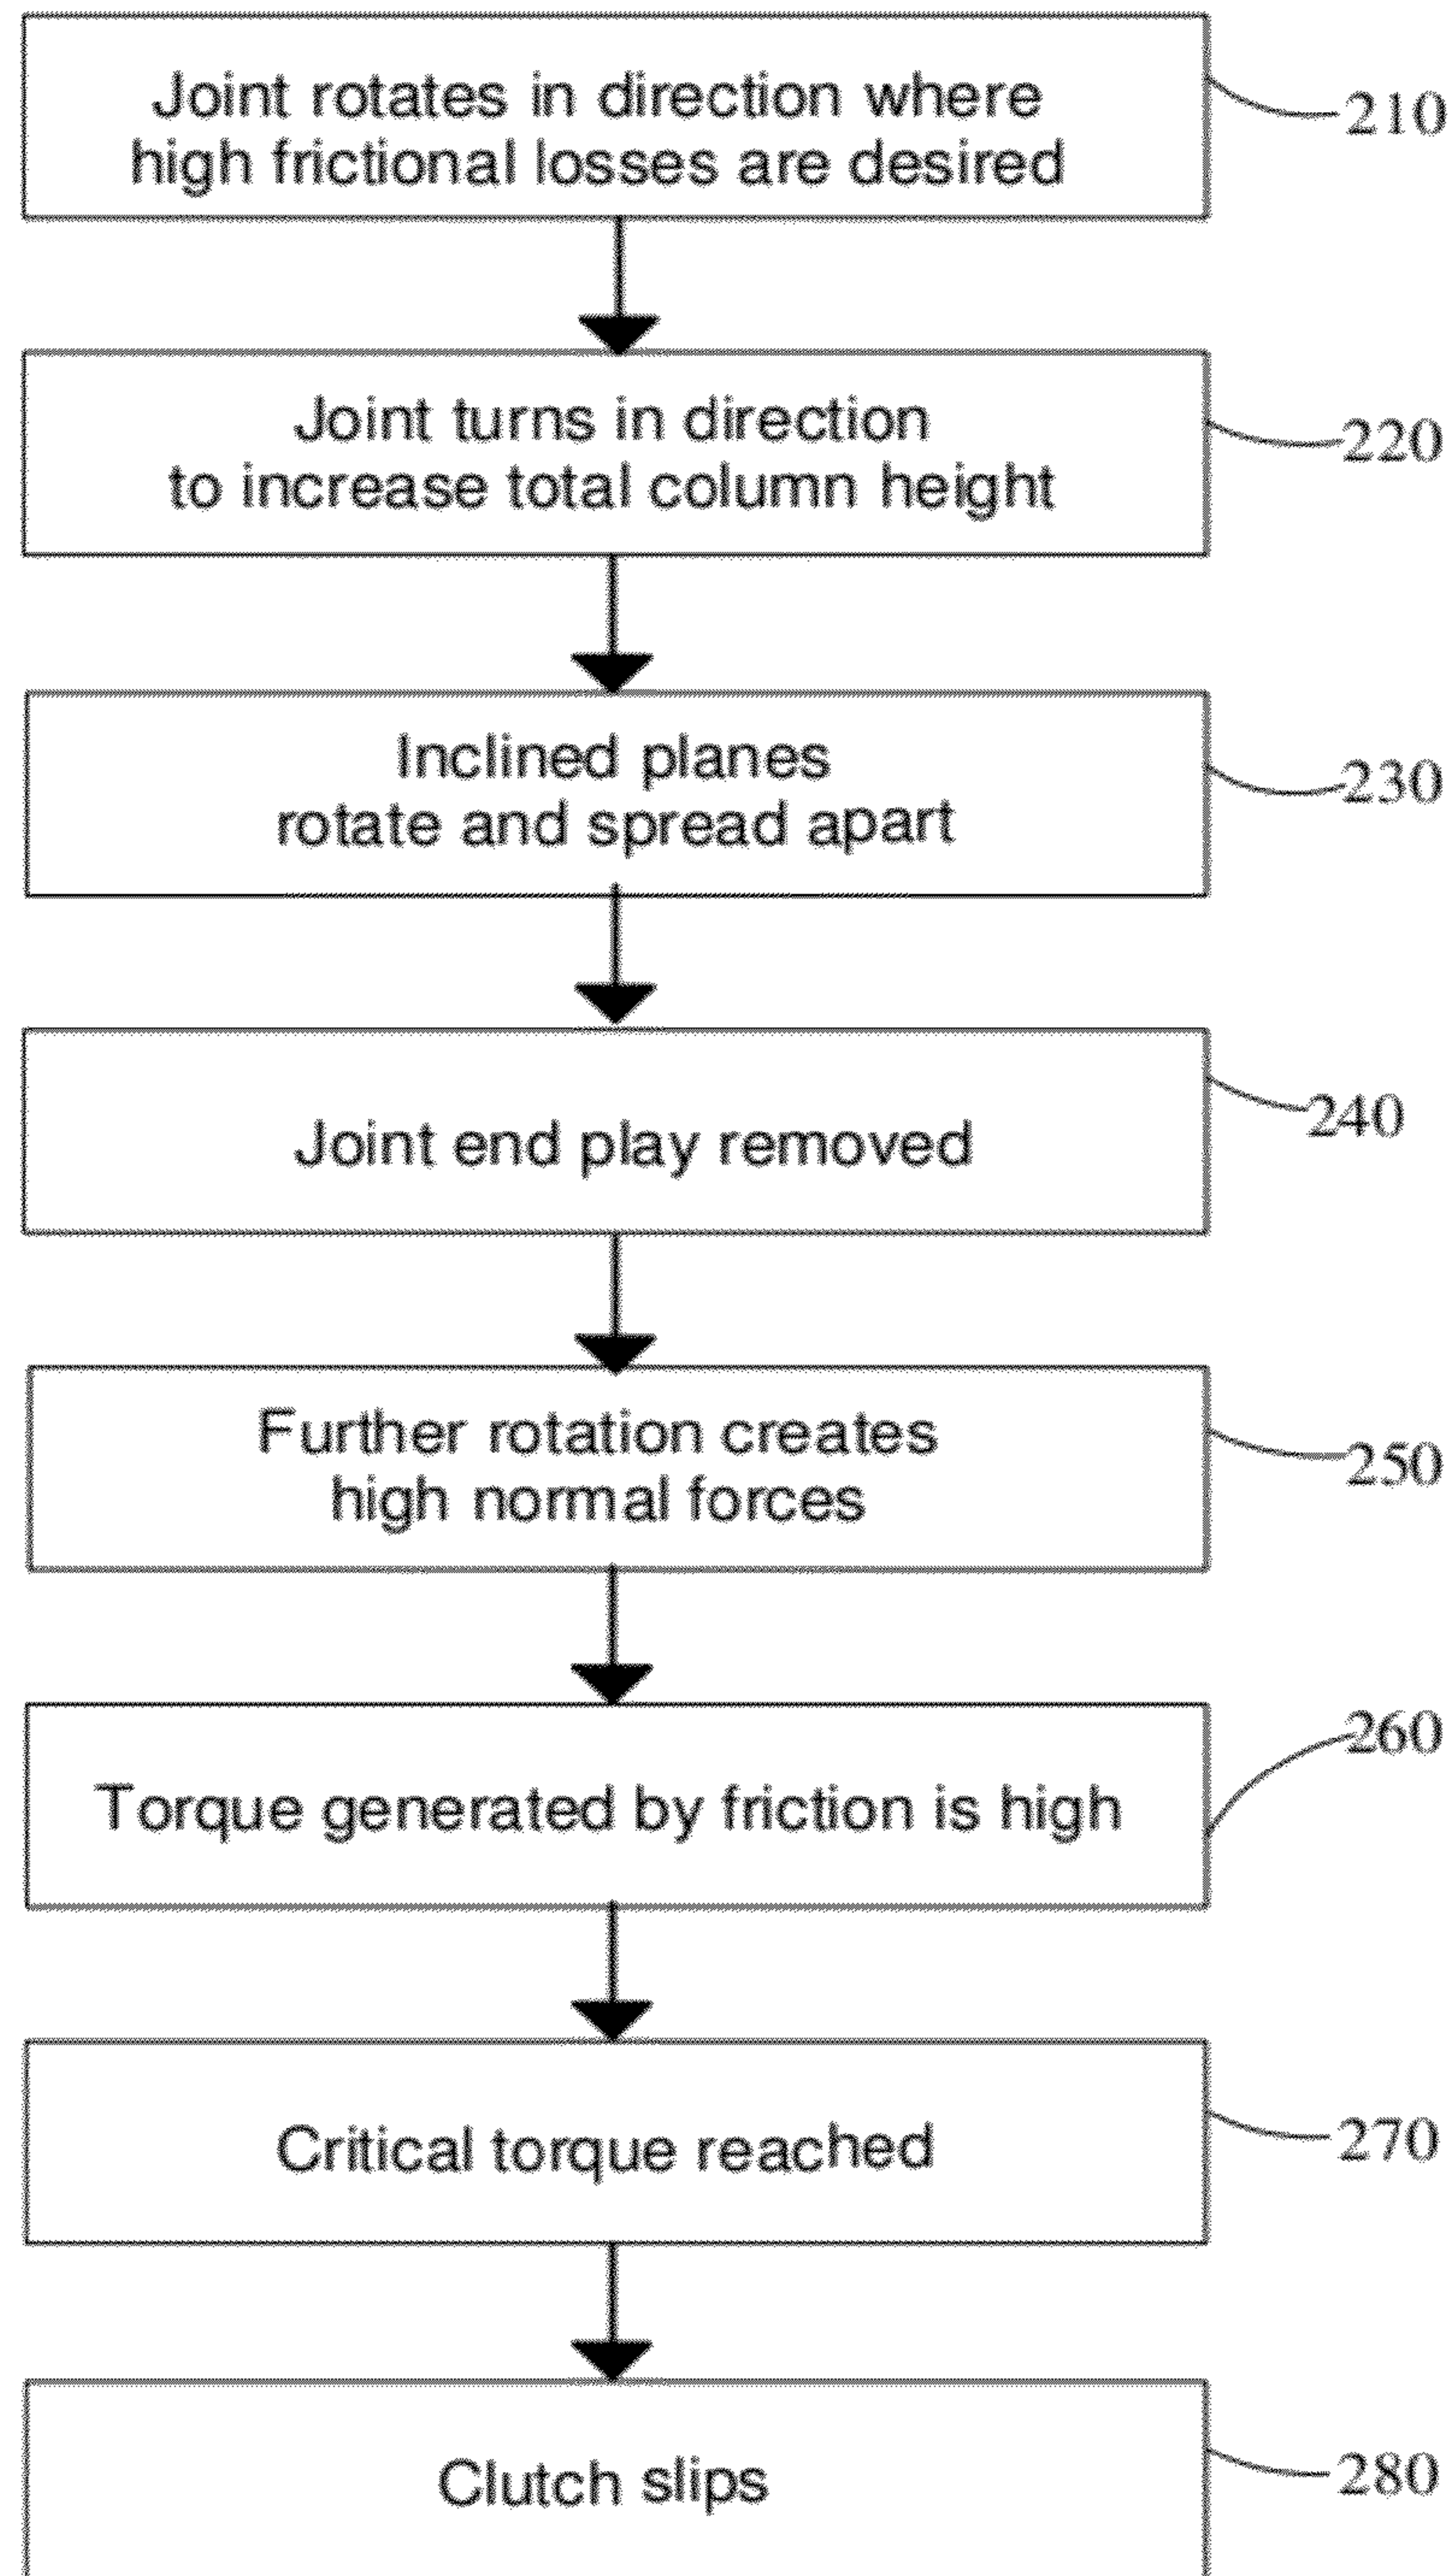 Joint rotates in direction where
high frictional losses are desired
210
Joint turns in direction
to increase total column height
220
Inclined planes
rotate and spread apart
230
Joint end play removed
240
Further rotation creates
high normal forces
250
Torque generated by friction is high
260
Critical torque reached
270
Clutch slips
280